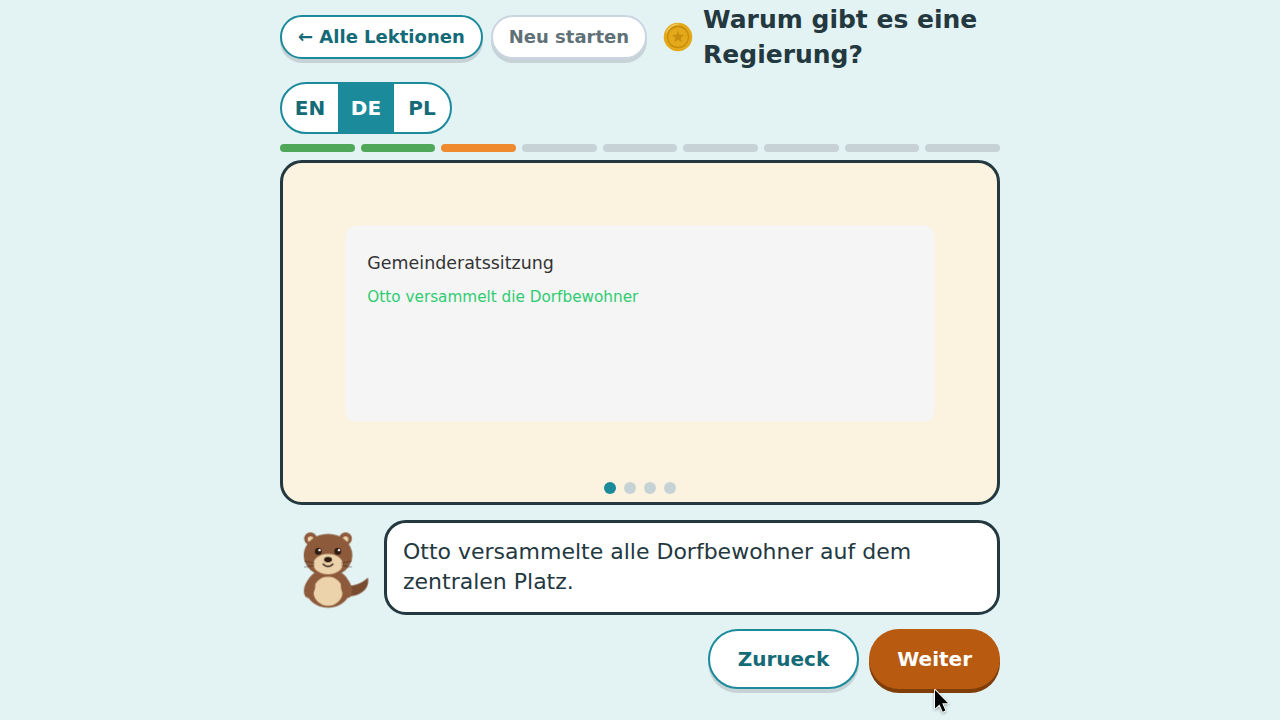 ← Alle Lektionen
Neu starten
Warum gibt es eine
Regierung?
EN DE PL
Gemeinderatssitzung
Otto versammelt die Dorfbewohner
Otto versammelte alle Dorfbewohner auf dem
zentralen Platz.
Zurueck
Weiter